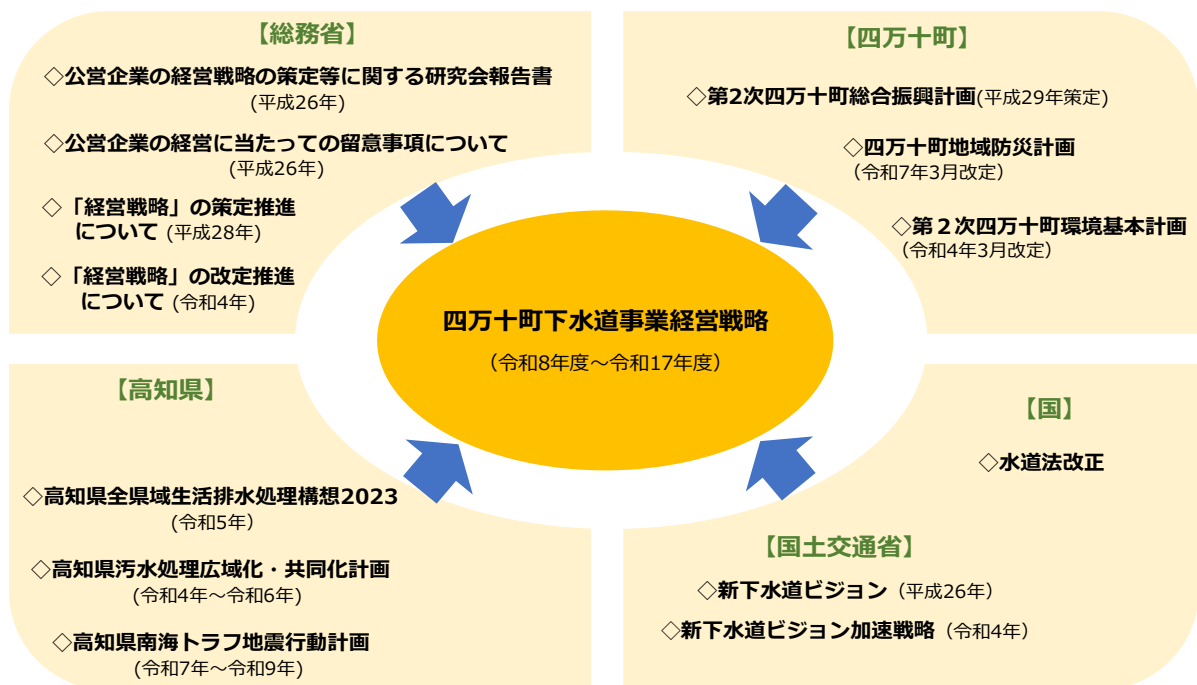 【総務省】
◇公営企業の経営戦略の策定等に関する研究会報告書
(平成26年)
◇公営企業の経営に当たっての留意事項について
(平成26年)
◇「経営戦略」の策定推進
について (平成28年)
◇「経営戦略」の改定推進
について (令和4年)
【四万十町】
◇第2次四万十町総合振興計画(平成29年策定)
◇四万十町地域防災計画
(令和7年3月改定)
◇第２次四万十町環境基本計画
(令和4年3月改定)
四万十町下水道事業経営戦略
（令和8年度～令和17年度）
【高知県】
◇高知県全県域生活排水処理構想2023
(令和5年)
◇高知県汚水処理広域化・共同化計画
(令和4年～令和6年)
◇高知県南海トラフ地震行動計画
(令和7年～令和9年)
【国】
◇水道法改正
【国土交通省】
◇新下水道ビジョン（平成26年）
◇新下水道ビジョン加速戦略（令和4年）